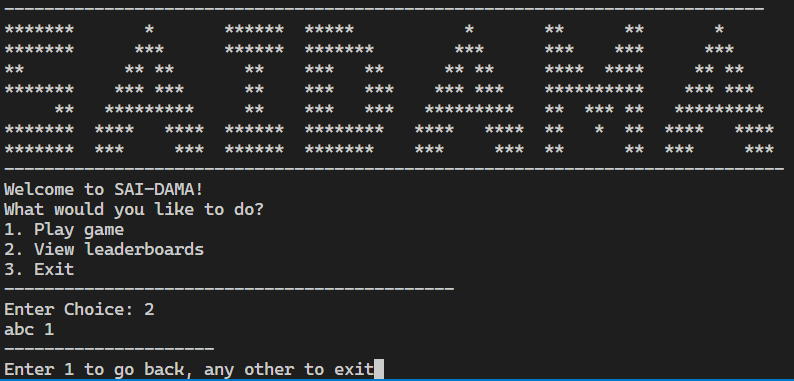 ----------------------------------------------------------------------------
*******       *       ******  *****           *       **      **       *
*******      ***      ******  *******        ***      ***    ***      ***
**          ** **       **    ***   **      ** **     ****  ****     ** **
*******    *** ***      **    ***   ***    *** ***    **********    *** ***
     **   *********     **    ***   ***   *********   **  *** **   *********
*******  ****   ****  ******  ********   ****   ****  **   *  **  ****   ****
*******  ***     ***  ******  *******    ***     ***  **      **  ***     ***
------------------------------------------------------------------------------
Welcome to SAI-DAMA!
What would you like to do?
1. Play game
2. View leaderboards
3. Exit
---------------------------------------------
Enter Choice: 2
abc 1
---------------------
Enter 1 to go back, any other to exit